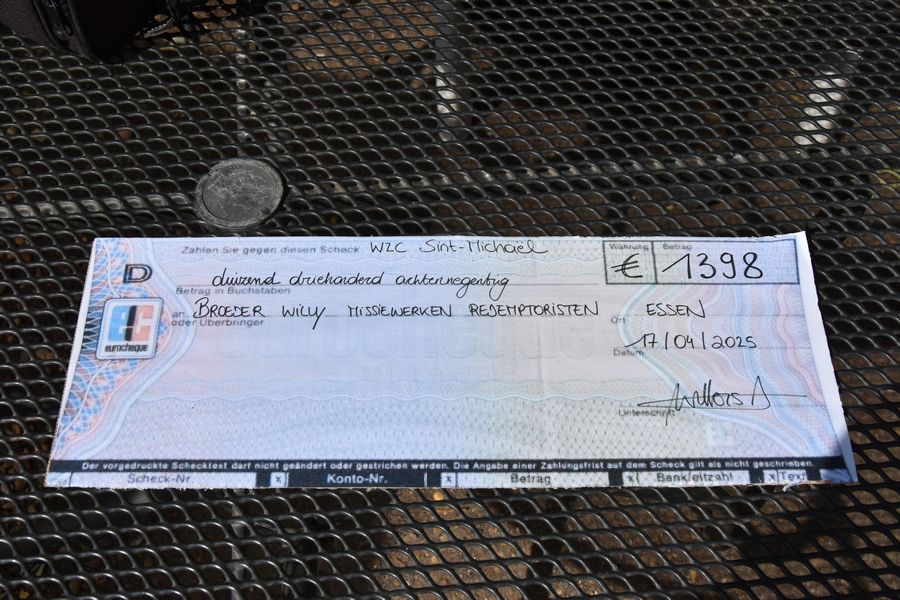 Zahlen Sie gegen diesen Scheck WZC Sint-Michaël
Währung Betrag
€ 1398
D
duizend driehonderd achtennegentig
Betrag in Buchstaben
an BROEDER WILLY MISSIEWERKEN REDEMPTORISTEN
oder Überbringer
Ort ESSEN
EC
eurocheque
17/04/2025
Datum
Unterschrift
Der vorgedruckte Schecktext darf nicht geändert oder gestrichen werden. Die Angabe einer Zahlungsfrist auf dem Scheck gilt als nicht geschrieben.
Scheck-Nr. x Konto-Nr. x Betrag x Bankleitzahl x Text